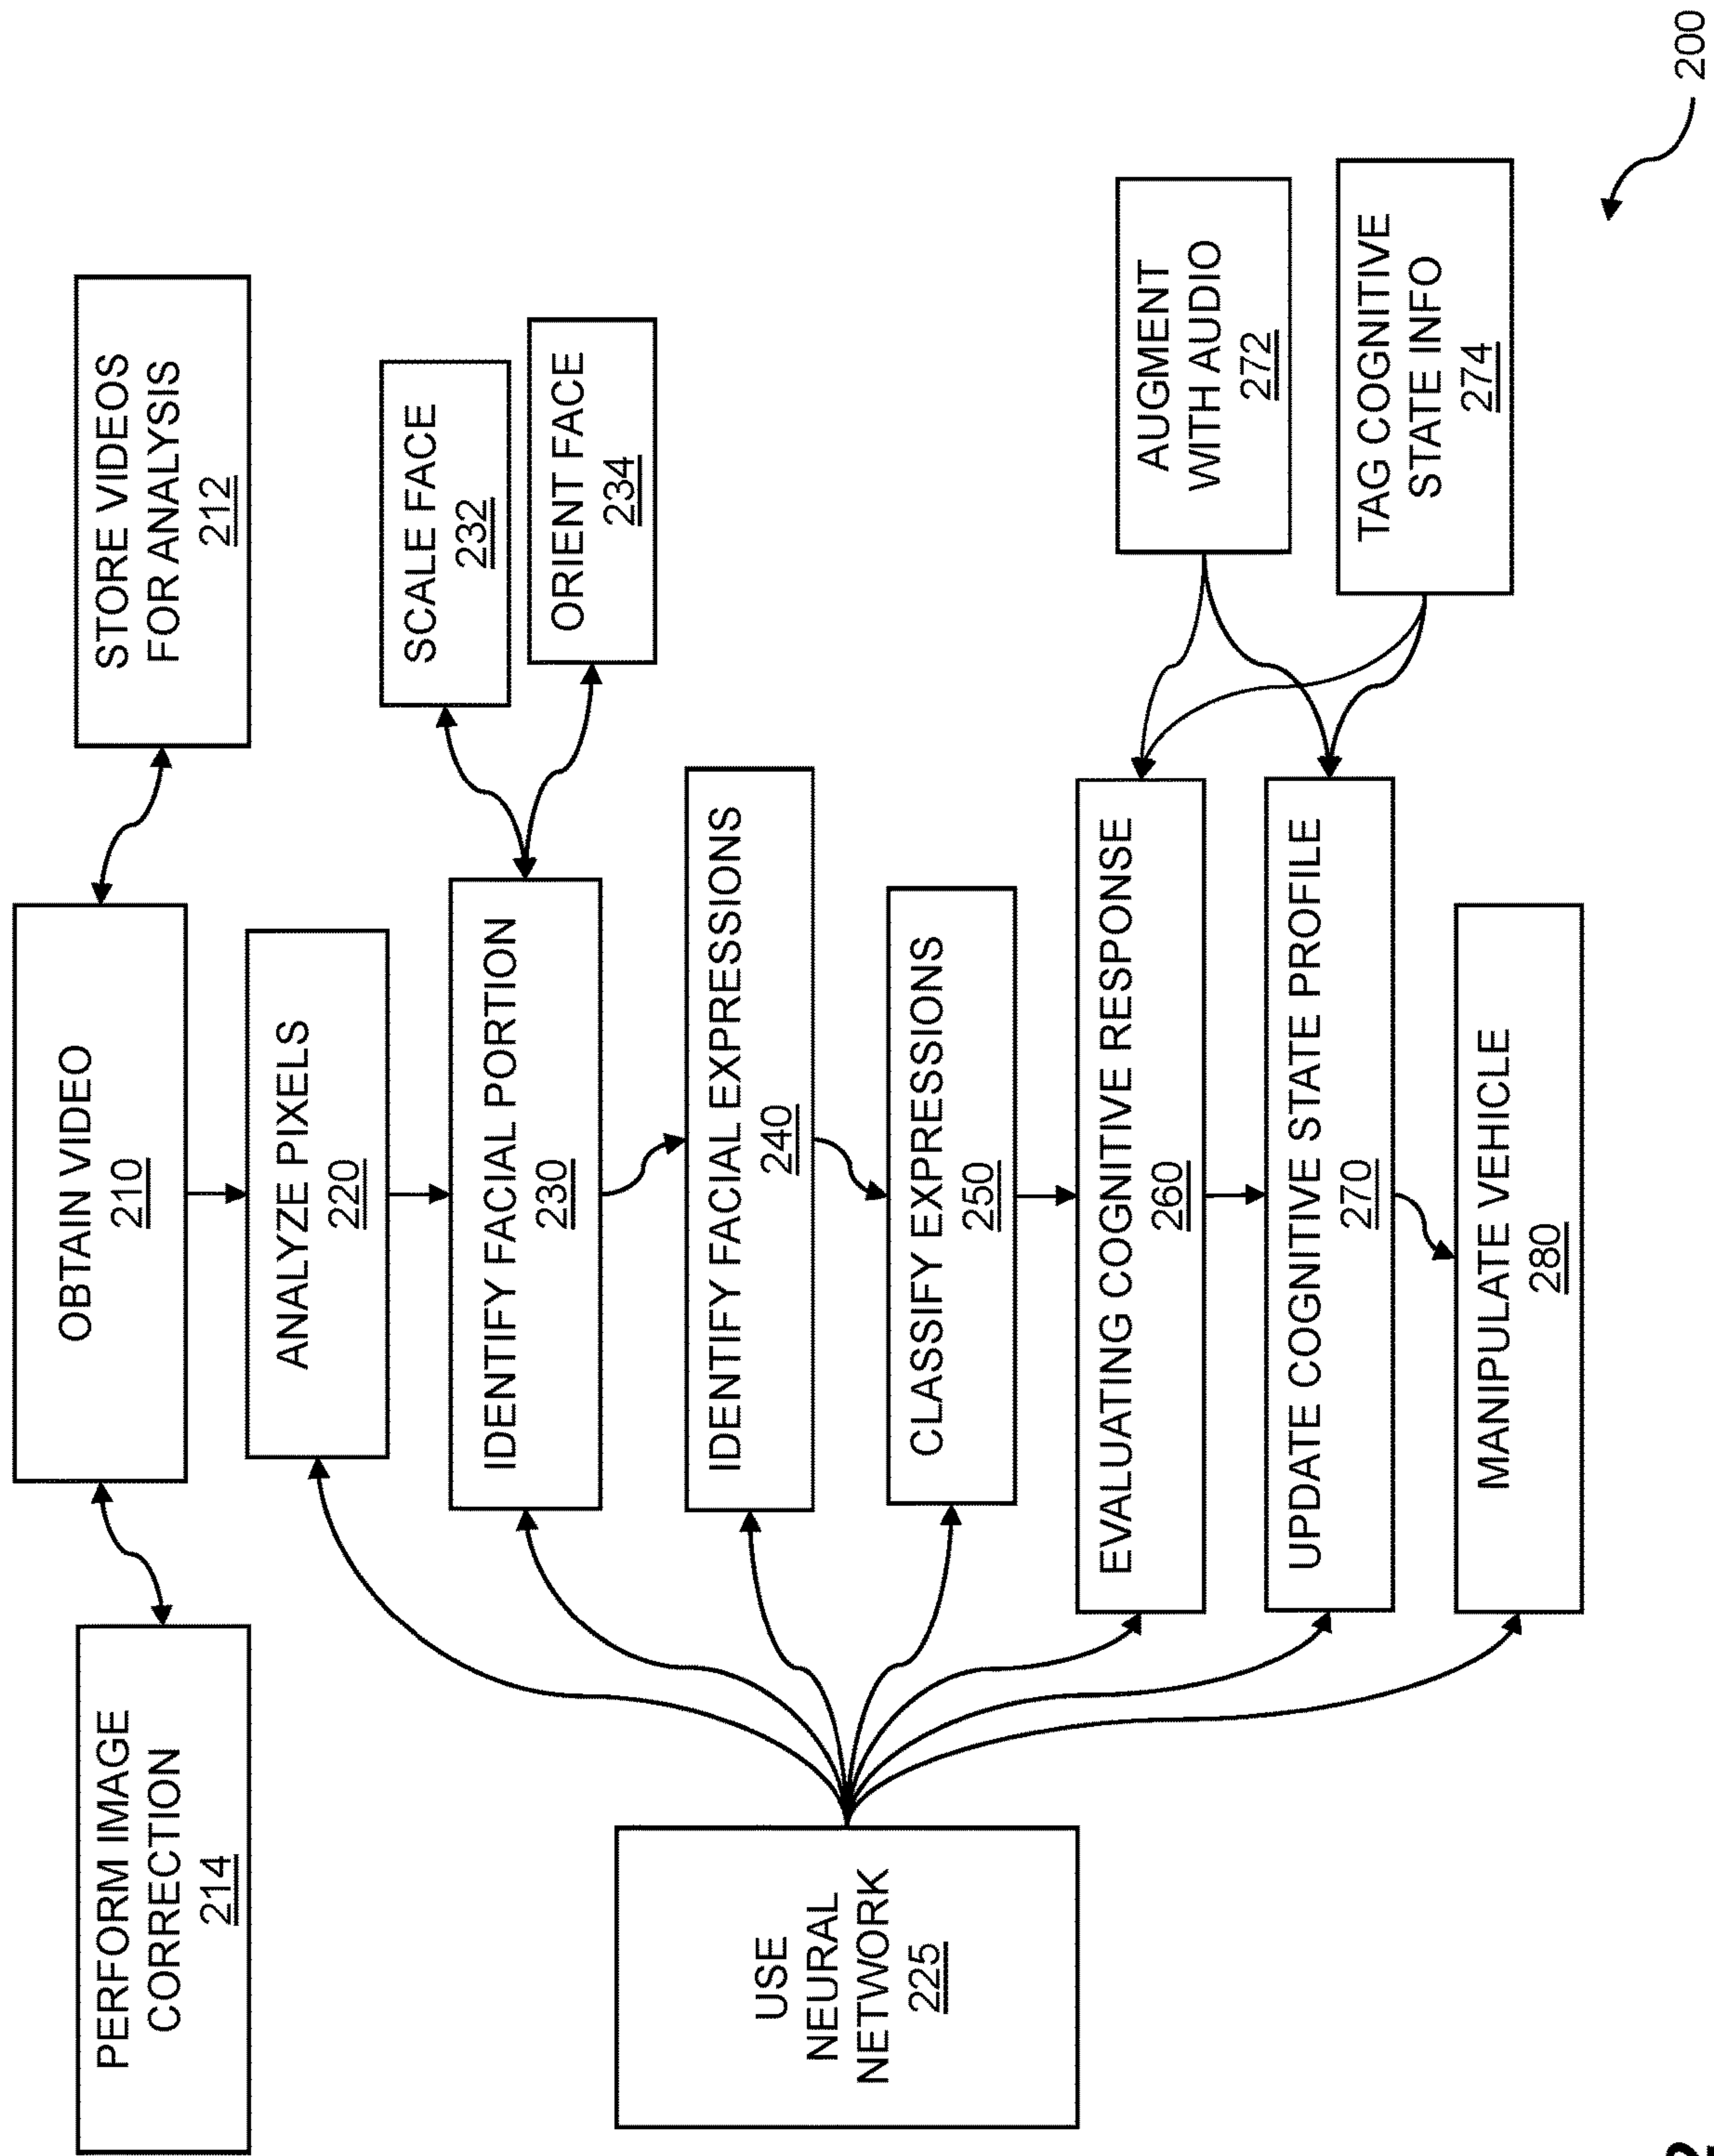 PERFORM IMAGE
CORRECTION
214
OBTAIN VIDEO
210
STORE VIDEOS
FOR ANALYSIS
212
ANALYZE PIXELS
220
IDENTIFY FACIAL PORTION
230
SCALE FACE
232
ORIENT FACE
234
USE
NEURAL
NETWORK
225
IDENTIFY FACIAL EXPRESSIONS
240
CLASSIFY EXPRESSIONS
250
EVALUATING COGNITIVE RESPONSE
260
AUGMENT
WITH AUDIO
272
UPDATE COGNITIVE STATE PROFILE
270
TAG COGNITIVE
STATE INFO
274
MANIPULATE VEHICLE
280
200
2